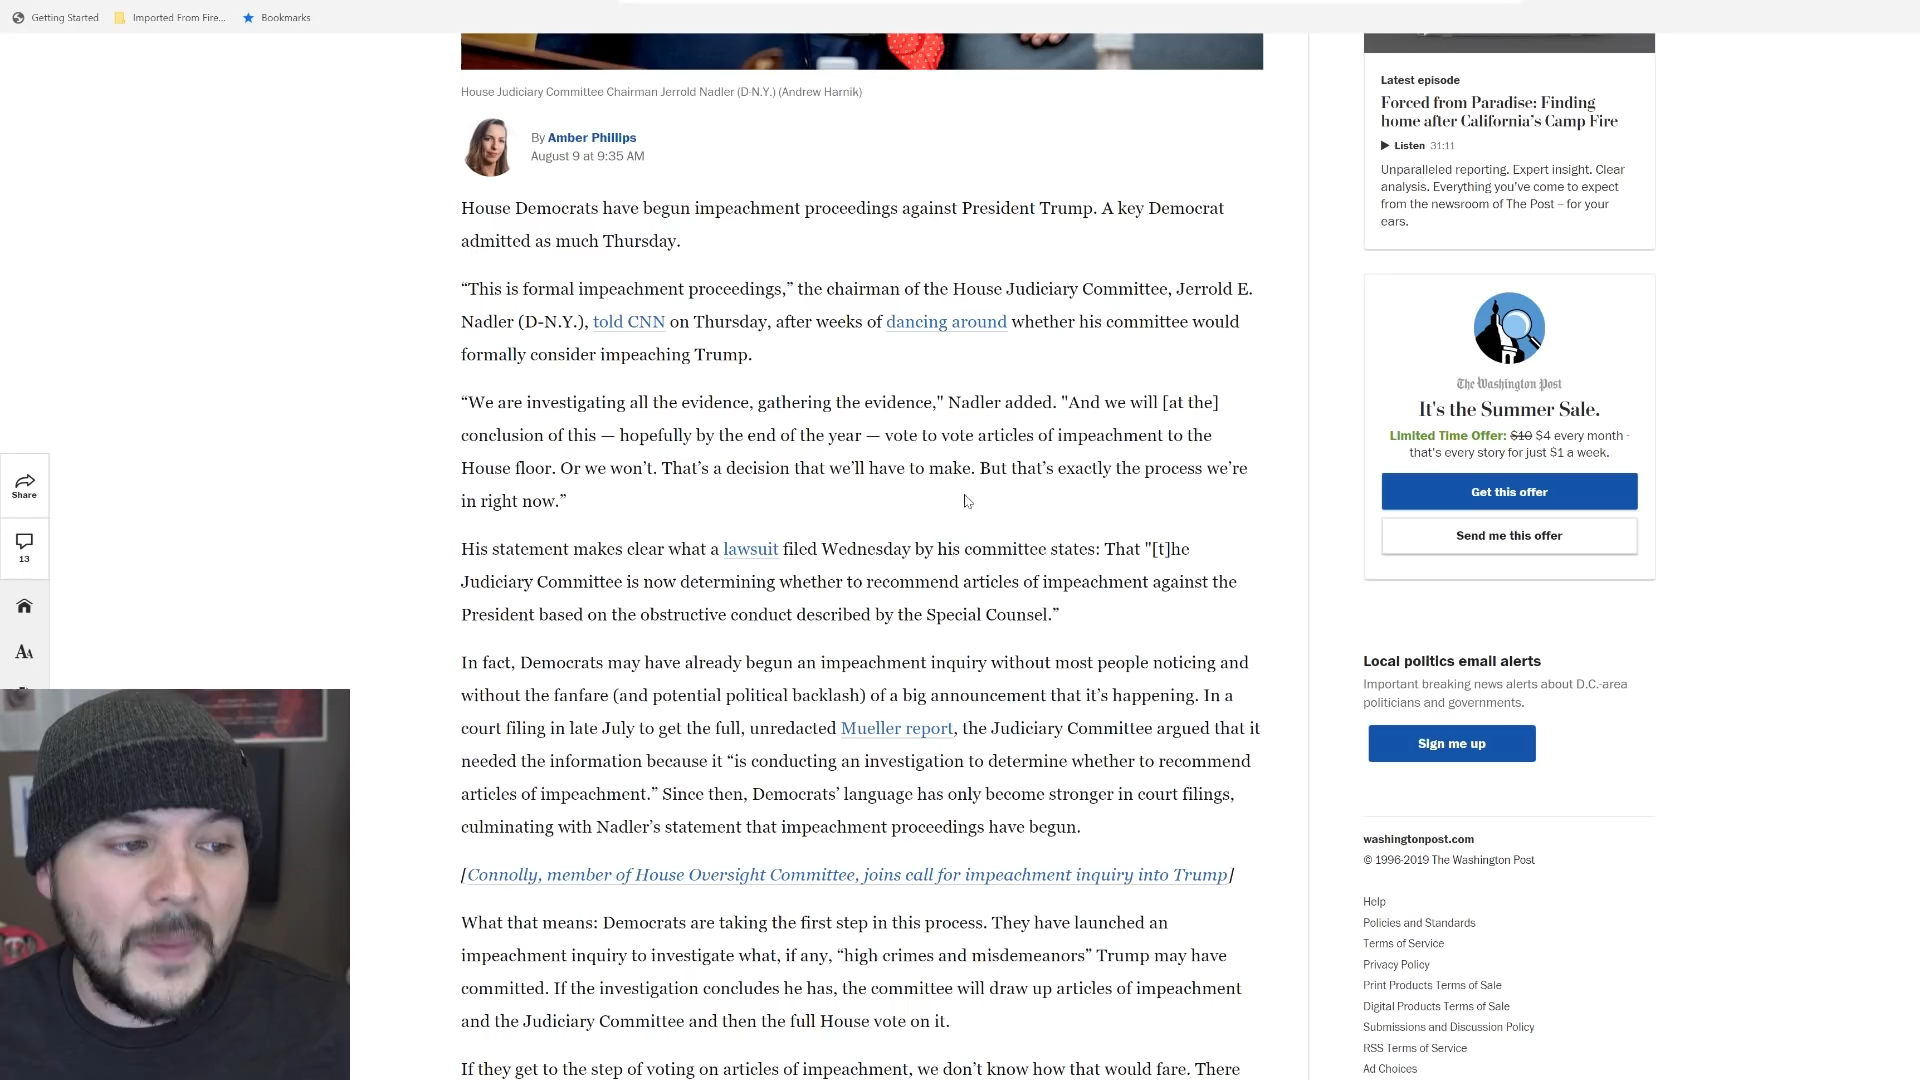 Getting Started
Imported From Fire...
Bookmarks
House Judiciary Committee Chairman Jerrold Nadler (D-N.Y.) (Andrew Harnik)
By Amber Phillips
August 9 at 9:35 AM
House Democrats have begun impeachment proceedings against President Trump. A key Democrat
admitted as much Thursday.
“This is formal impeachment proceedings,” the chairman of the House Judiciary Committee, Jerrold E.
Nadler (D-N.Y.), told CNN on Thursday, after weeks of dancing around whether his committee would
formally consider impeaching Trump.
“We are investigating all the evidence, gathering the evidence," Nadler added. "And we will [at the]
conclusion of this — hopefully by the end of the year — vote to vote articles of impeachment to the
House floor. Or we won’t. That’s a decision that we’ll have to make. But that’s exactly the process we’re
in right now.”
His statement makes clear what a lawsuit filed Wednesday by his committee states: That "[t]he
Judiciary Committee is now determining whether to recommend articles of impeachment against the
President based on the obstructive conduct described by the Special Counsel.”
In fact, Democrats may have already begun an impeachment inquiry without most people noticing and
without the fanfare (and potential political backlash) of a big announcement that it’s happening. In a
court filing in late July to get the full, unredacted Mueller report, the Judiciary Committee argued that it
needed the information because it “is conducting an investigation to determine whether to recommend
articles of impeachment.” Since then, Democrats’ language has only become stronger in court filings,
culminating with Nadler’s statement that impeachment proceedings have begun.
[Connolly, member of House Oversight Committee, joins call for impeachment inquiry into Trump]
What that means: Democrats are taking the first step in this process. They have launched an
impeachment inquiry to investigate what, if any, “high crimes and misdemeanors” Trump may have
committed. If the investigation concludes he has, the committee will draw up articles of impeachment
and the Judiciary Committee and then the full House vote on it.
If they get to the step of voting on articles of impeachment, we don’t know how that would fare. There
Share
13
AA
Latest episode
Forced from Paradise: Finding
home after California’s Camp Fire
Listen 31:11
Unparalleled reporting. Expert insight. Clear
analysis. Everything you’ve come to expect
from the newsroom of The Post – for your
ears.
The Washington Post
It's the Summer Sale.
Limited Time Offer: $10 $4 every month -
that's every story for just $1 a week.
Get this offer
Send me this offer
Local politics email alerts
Important breaking news alerts about D.C.-area
politicians and governments.
Sign me up
washingtonpost.com
© 1996-2019 The Washington Post
Help
Policies and Standards
Terms of Service
Privacy Policy
Print Products Terms of Sale
Digital Products Terms of Sale
Submissions and Discussion Policy
RSS Terms of Service
Ad Choices